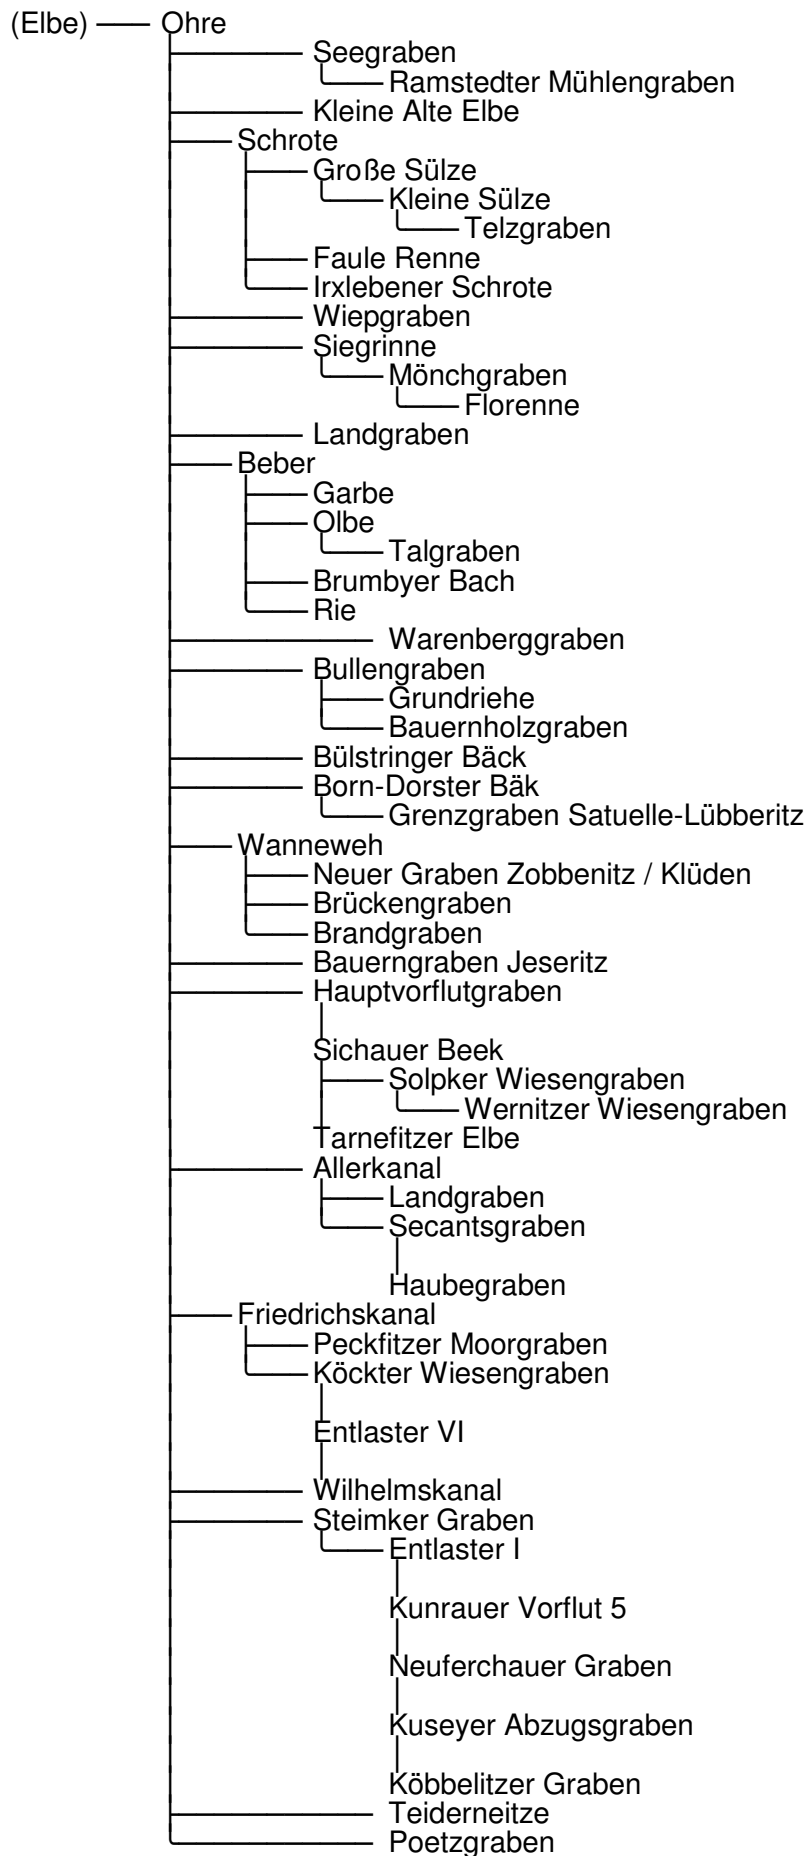 (Elbe) Ohre
Seegraben
Ramstedter Mühlengraben
Kleine Alte Elbe
Schrote
Große Sülze
Kleine Sülze
Telzgraben
Faule Renne
Irxlebener Schrote
Wiepgraben
Siegrinne
Mönchgraben
Florenne
Landgraben
Beber
Garbe
Olbe
Talgraben
Brumbyer Bach
Rie
Warenberggraben
Bullengraben
Grundriehe
Bauernholzgraben
Bülstringer Bäck
Born-Dorster Bäk
Grenzgraben Satuelle-Lübberitz
Wanneweh
Neuer Graben Zobbenitz / Klüden
Brückengraben
Brandgraben
Bauerngraben Jeseritz
Hauptvorflutgraben
Sichauer Beek
Solpker Wiesengraben
Wernitzer Wiesengraben
Tarnefitzer Elbe
Allerkanal
Landgraben
Secantsgraben
Haubegraben
Friedrichskanal
Peckfitzer Moorgraben
Köckter Wiesengraben
Entlaster VI
Wilhelmskanal
Steimker Graben
Entlaster I
Kunrauer Vorflut 5
Neuferchauer Graben
Kuseyer Abzugsgraben
Köbbelitzer Graben
Teiderneitze
Poetzgraben